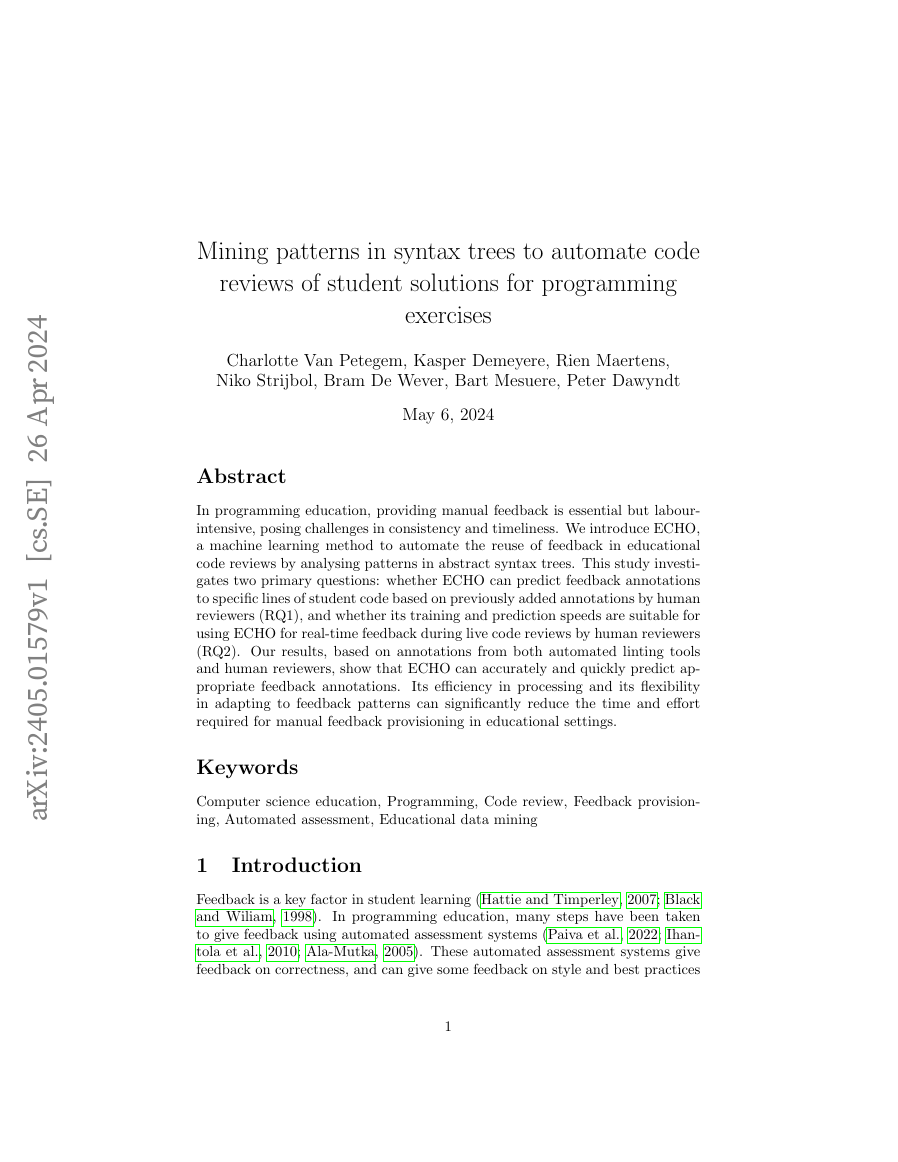 arXiv:2405.01579v1 [cs.SE] 26 Apr 2024
Mining patterns in syntax trees to automate code
reviews of student solutions for programming
exercises
Charlotte Van Petegem, Kasper Demeyere, Rien Maertens,
Niko Strijbol, Bram De Wever, Bart Mesuere, Peter Dawyndt
May 6, 2024
Abstract
In programming education, providing manual feedback is essential but labour-
intensive, posing challenges in consistency and timeliness. We introduce ECHO,
a machine learning method to automate the reuse of feedback in educational
code reviews by analysing patterns in abstract syntax trees. This study investi-
gates two primary questions: whether ECHO can predict feedback annotations
to specific lines of student code based on previously added annotations by human
reviewers (RQ1), and whether its training and prediction speeds are suitable for
using ECHO for real-time feedback during live code reviews by human reviewers
(RQ2). Our results, based on annotations from both automated linting tools
and human reviewers, show that ECHO can accurately and quickly predict ap-
propriate feedback annotations. Its efficiency in processing and its flexibility
in adapting to feedback patterns can significantly reduce the time and effort
required for manual feedback provisioning in educational settings.
Keywords
Computer science education, Programming, Code review, Feedback provision-
ing, Automated assessment, Educational data mining
1 Introduction
Feedback is a key factor in student learning (Hattie and Timperley, 2007; Black
and Wiliam, 1998). In programming education, many steps have been taken
to give feedback using automated assessment systems (Paiva et al., 2022; Ihan-
tola et al., 2010; Ala-Mutka, 2005). These automated assessment systems give
feedback on correctness, and can give some feedback on style and best practices
1